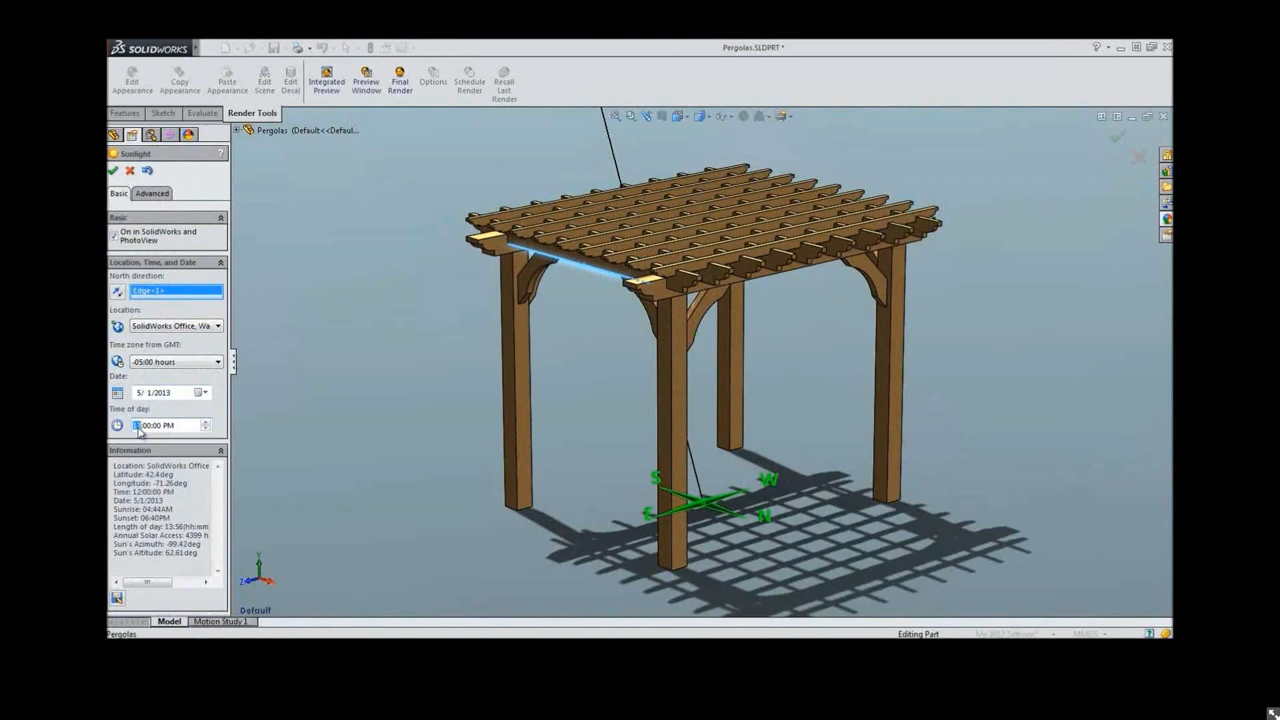 SOLIDWORKS
Pergolas.SLDPRT *
Edit Appearance
Copy Appearance
Paste Appearance
Edit Scene
Edit Decal
Integrated Preview
Preview Window
Final Render
Options
Schedule Render
Recall Last Render
Features
Sketch
Evaluate
Render Tools
Pergolas (Default<<Defaul...
Sunlight
?
Basic
Advanced
Basic
On in SolidWorks and
PhotoView
Location, Time, and Date
North direction:
Edge<1>
Location:
SolidWorks Office, Wa
Time zone from GMT:
-05:00 hours
Date:
5/ 1/2013
Time of day:
12:00:00 PM
Information
Location: SolidWorks Office
Latitude: 42.4deg
Longitude: -71.26deg
Time: 12:00:00 PM
Date: 5/1/2013
Sunrise: 04:44AM
Sunset: 06:40PM
Length of day: 13:56(hh:mm
Annual Solar Access: 4399 h
Sun's Azimuth: -99.42deg
Sun's Altitude: 62.61deg
S
W
E
N
Y
Z
Default
Model
Motion Study 1
Pergolas
Editing Part